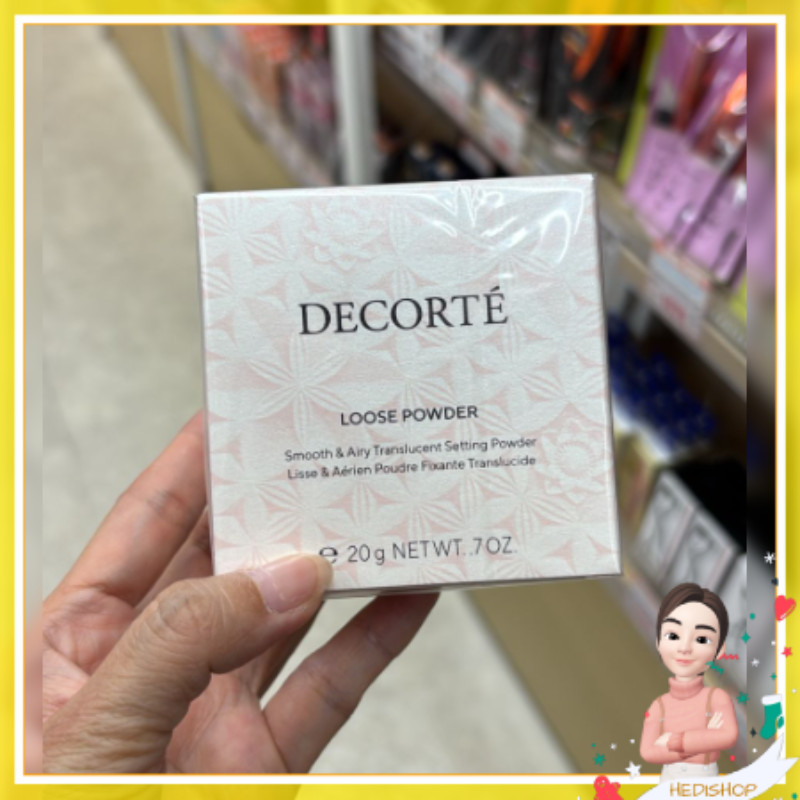 DECORTÉ
LOOSE POWDER
Smooth & Airy Translucent Setting Powder
Lisse & Aérien Poudre Fixante Translucide
℮ 20g NET WT. .7 OZ.
HEDISHOP